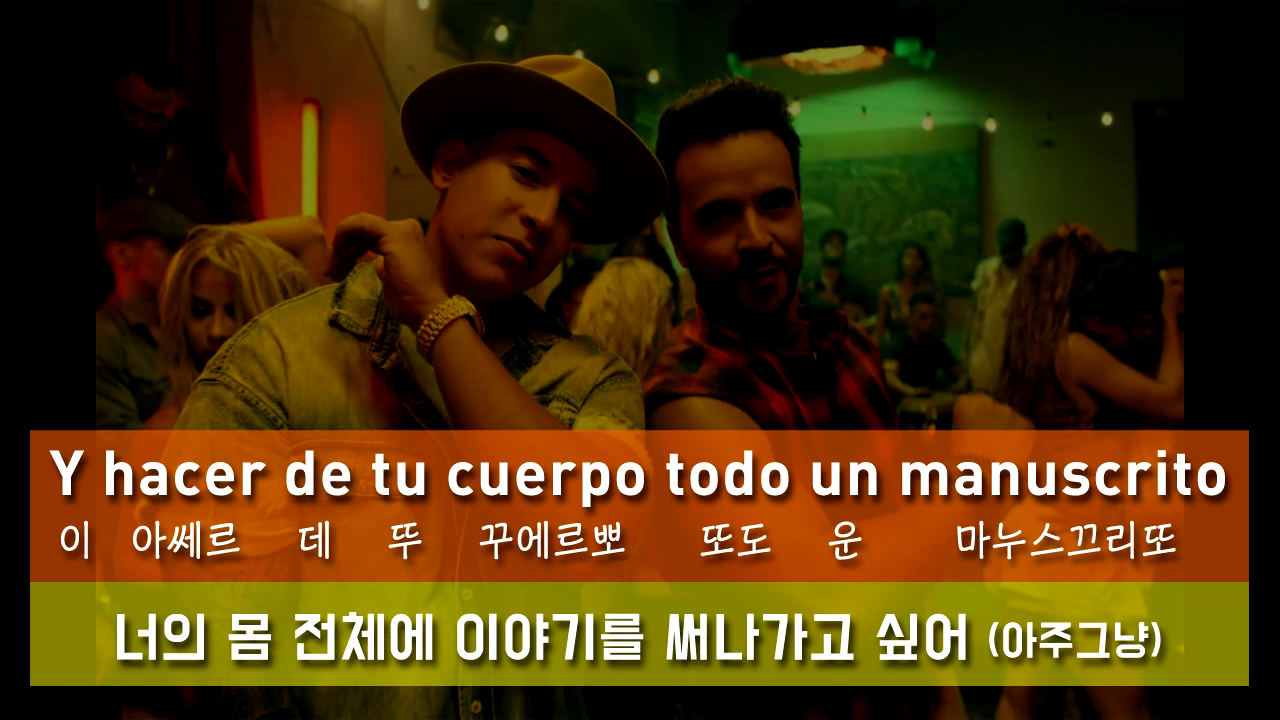 Y hacer de tu cuerpo todo un manuscrito
이 아쎄르 데 뚜 꾸에르뽀 또도 운 마누스끄리또
너의 몸 전체에 이야기를 써나가고 싶어 (아주그냥)